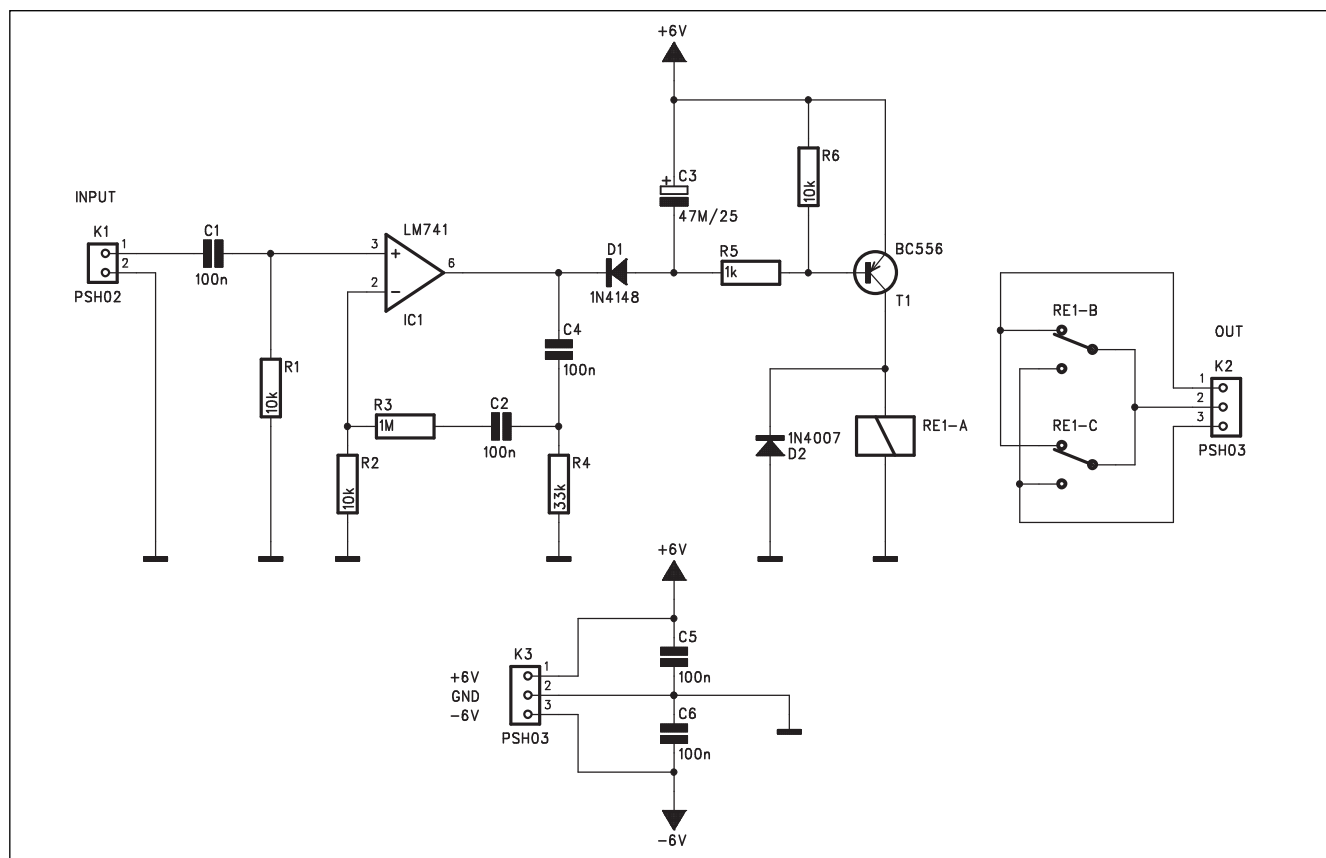 +6V
INPUT
K1
1
2
PSH02
C1
100n
R1
10k
3
+
2
−
LM741
6
IC1
R2
10k
R3
1M
C2
100n
C4
100n
R4
33k
D1
1N4148
+
C3
47M/25
R5
1k
R6
10k
BC556
T1
1N4007
D2
RE1-A
RE1-B
RE1-C
OUT
K2
1
2
3
PSH03
+6V
K3
+6V
GND
-6V
1
2
3
PSH03
C5
100n
C6
100n
-6V